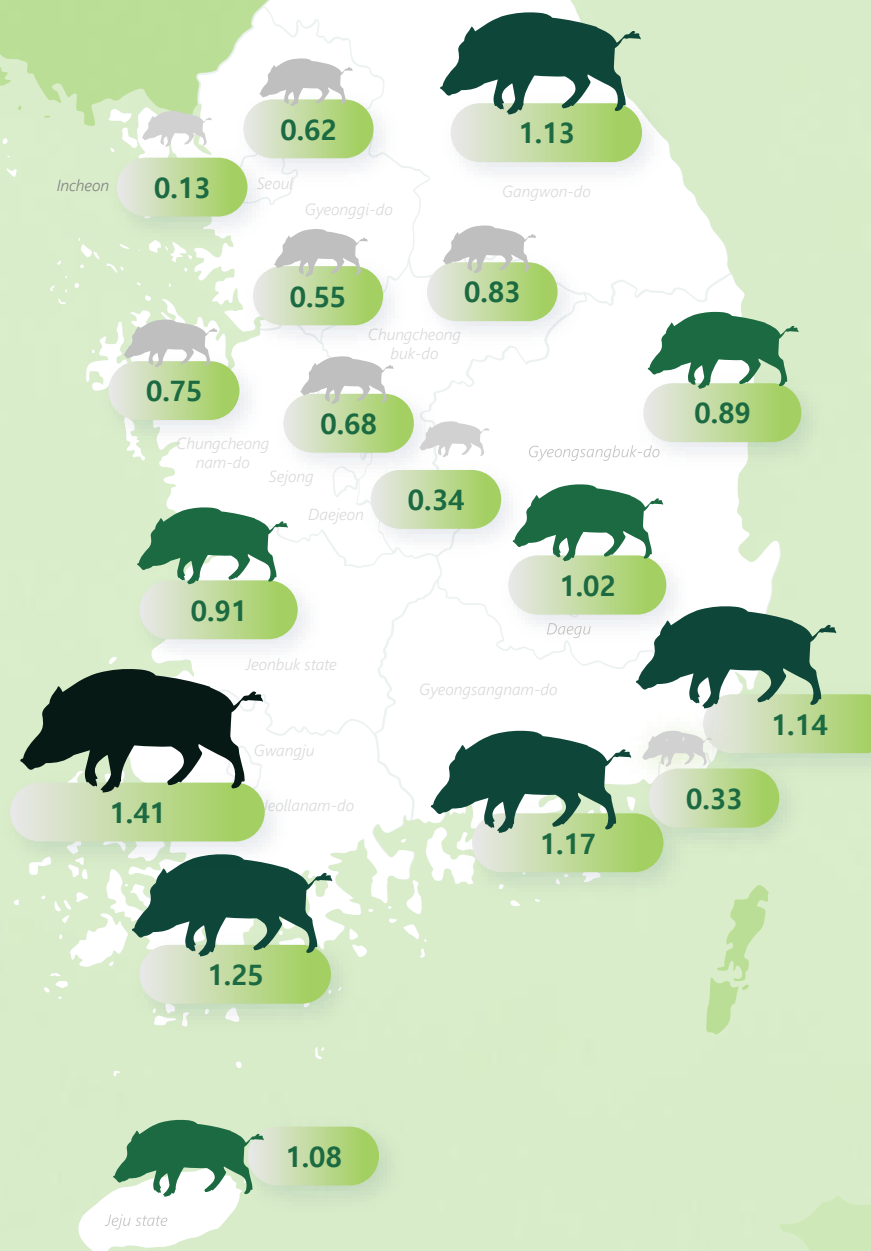 0.62
1.13
Incheon
0.13
Seoul
Gyeonggi-do
Gangwon-do
0.55
0.83
Chungcheong
buk-do
0.75
0.68
0.89
Chungcheong
nam-do
Gyeongsangbuk-do
Sejong
0.34
Daejeon
0.91
1.02
Daegu
Jeonbuk state
Gyeongsangnam-do
1.14
Gwangju
0.33
1.41
Jeollanam-do
1.17
1.25
1.08
Jeju state